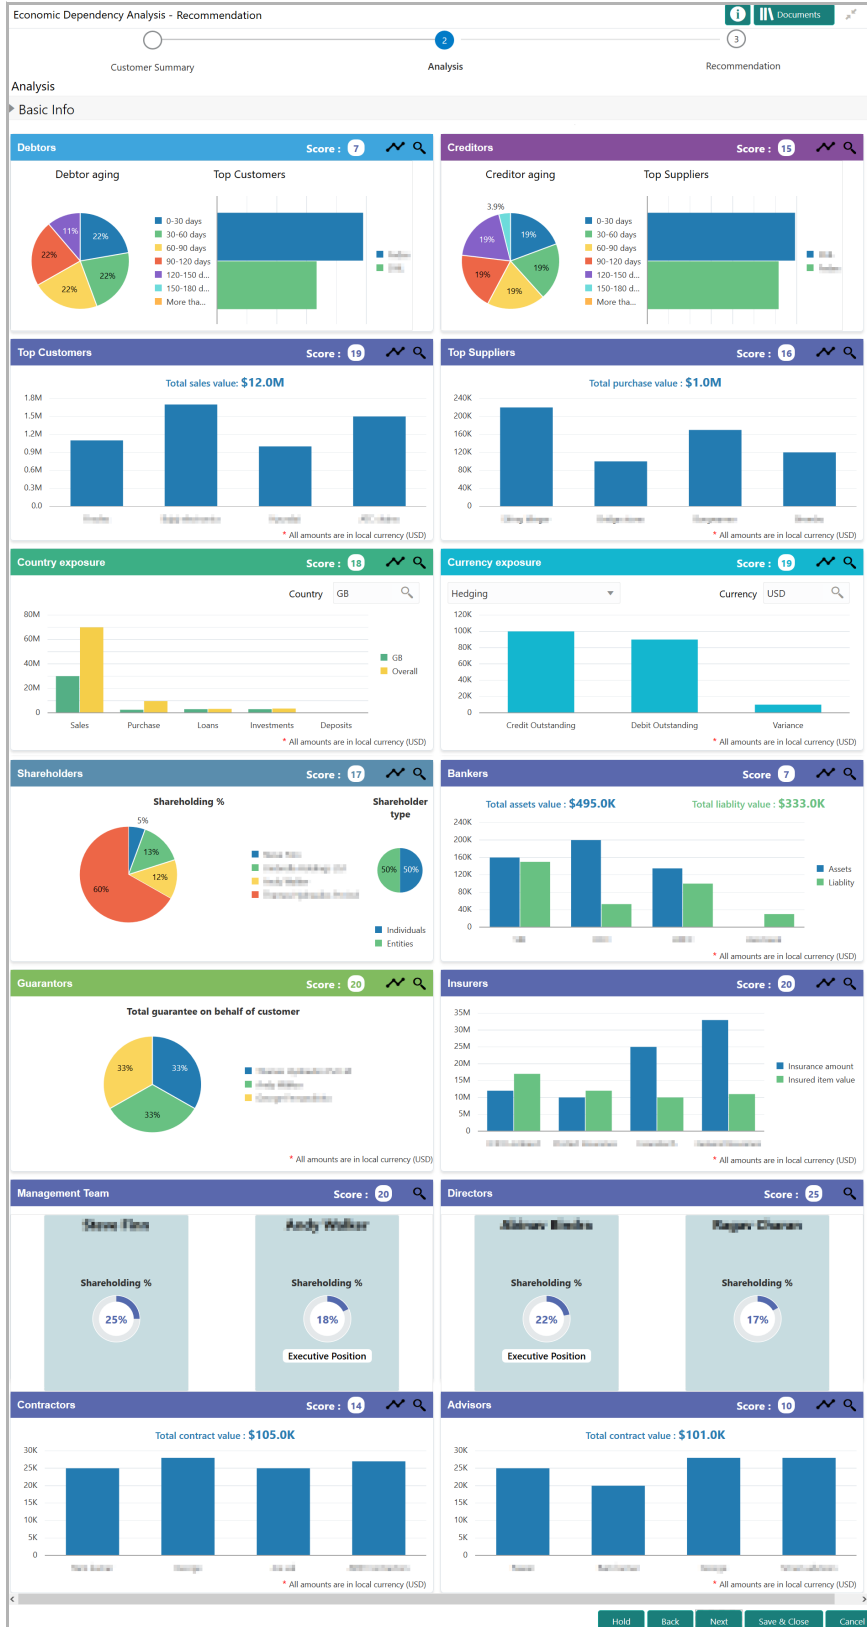 Economic Dependency Analysis - Recommendation
i
Documents
2
3
Customer Summary
Analysis
Recommendation
Analysis
Basic Info
Debtors
Score : 7
Debtor aging
Top Customers
11%
22%
22%
22%
22%
0-30 days
30-60 days
60-90 days
90-120 days
120-150 d...
150-180 d...
More tha...
Creditors
Score : 15
Creditor aging
Top Suppliers
3.9%
19%
19%
19%
19%
19%
0-30 days
30-60 days
60-90 days
90-120 days
120-150 d...
150-180 d...
More tha...
Top Customers
Score : 19
Total sales value: $12.0M
1.8M
1.5M
1.2M
0.9M
0.6M
0.3M
0.0
* All amounts are in local currency (USD)
Top Suppliers
Score : 16
Total purchase value : $1.0M
240K
200K
160K
120K
80K
40K
0
* All amounts are in local currency (USD)
Country exposure
Score : 18
Country GB
80M
60M
40M
20M
0
Sales Purchase Loans Investments Deposits
GB
Overall
* All amounts are in local currency (USD)
Currency exposure
Score : 19
Hedging
Currency USD
120K
100K
80K
60K
40K
20K
0
Credit Outstanding Debit Outstanding Variance
* All amounts are in local currency (USD)
Shareholders
Score : 17
Shareholding %
Shareholder
type
5%
13%
12%
60%
50% 50%
Individuals
Entities
Bankers
Score 7
Total assets value : $495.0K
Total liablity value : $333.0K
240K
200K
160K
120K
80K
40K
0
Assets
Liablity
* All amounts are in local currency (USD)
Guarantors
Score : 20
Total guarantee on behalf of customer
33%
33%
33%
* All amounts are in local currency (USD)
Insurers
Score : 20
35M
30M
25M
20M
15M
10M
5M
0
Insurance amount
Insured item value
* All amounts are in local currency (USD)
Management Team
Score : 20
Steve Finn
Andy Walker
Shareholding %
Shareholding %
25%
18%
Executive Position
Directors
Score : 25
Shareholding %
Shareholding %
22%
17%
Executive Position
Contractors
Score : 14
Total contract value : $105.0K
30K
25K
20K
15K
10K
5K
0
* All amounts are in local currency (USD)
Advisors
Score : 10
Total contract value : $101.0K
30K
25K
20K
15K
10K
5K
0
* All amounts are in local currency (USD)
Hold
Back
Next
Save & Close
Cancel